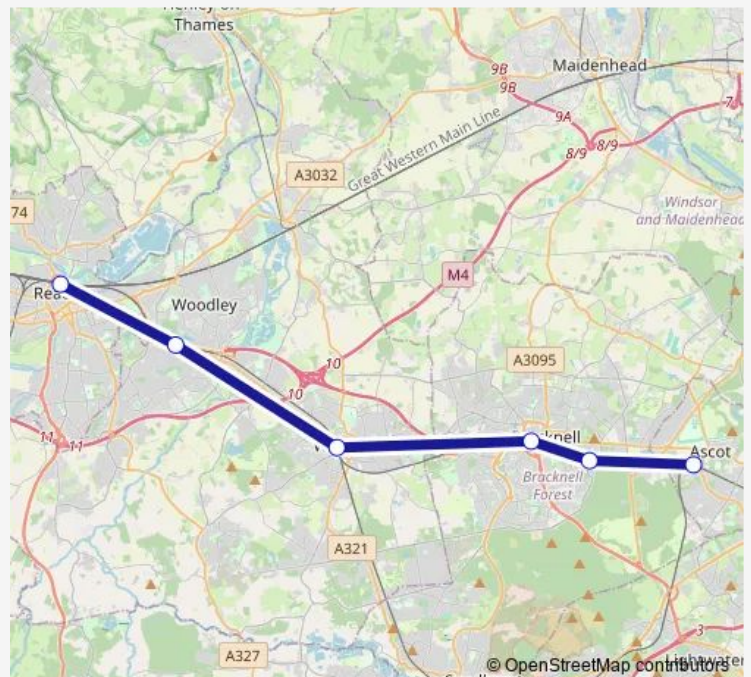 Thames
9B
9B
Maidenhead
7
9A
8/9
8/9
A3032
Great Western Main Line
Windsor
and Maidenhead
74
M4
Woodley
A3095
10
10
11
11
Ascot
Bracknell
Forest
A321
A327
3
© OpenStreetMap contributors